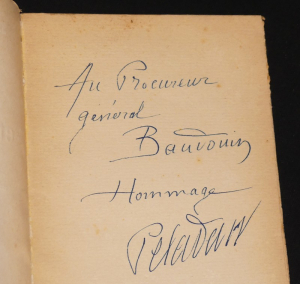 Au Procureur
général
Baudouin
Hommage
Peladan